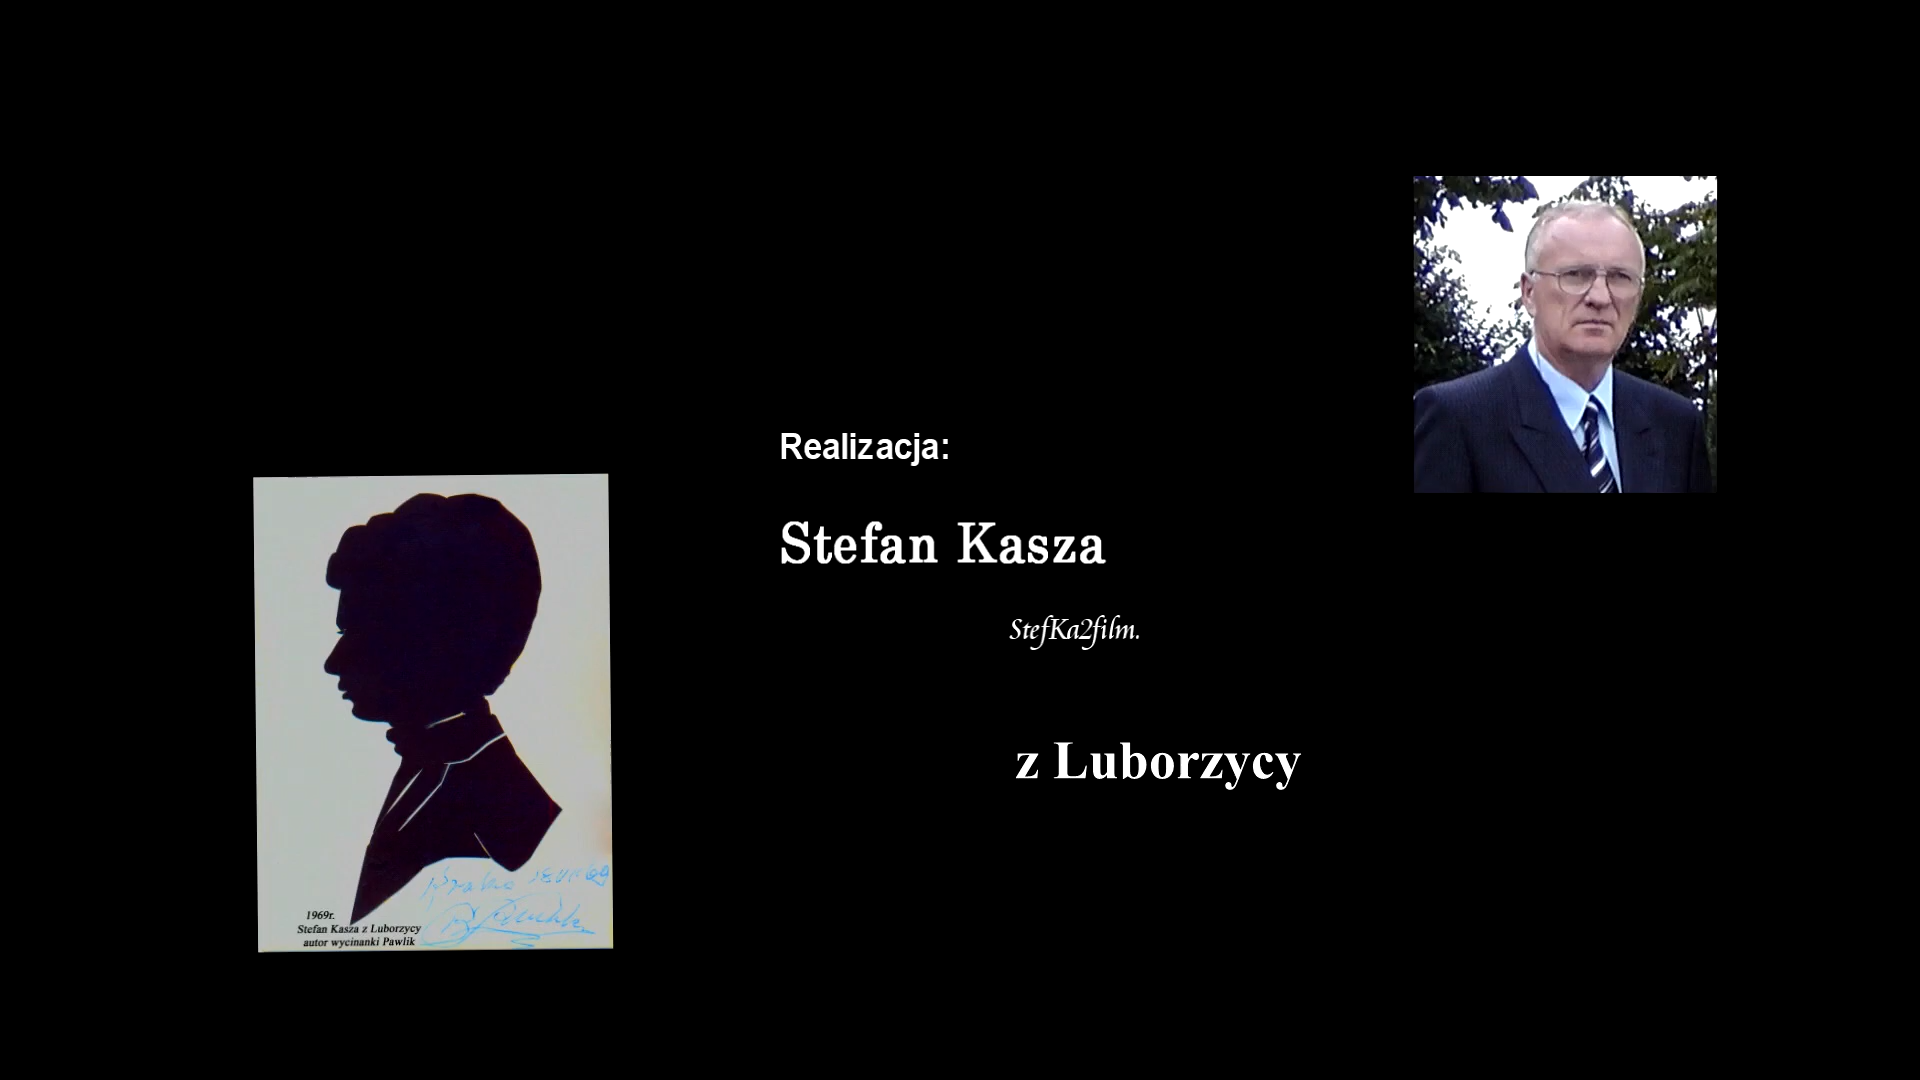 Realizacja:
Stefan Kasza
StefKa2film.
z Luborzycy
1969r.
Stefan Kasza z Luborzycy
autor wycinanki Pawlik